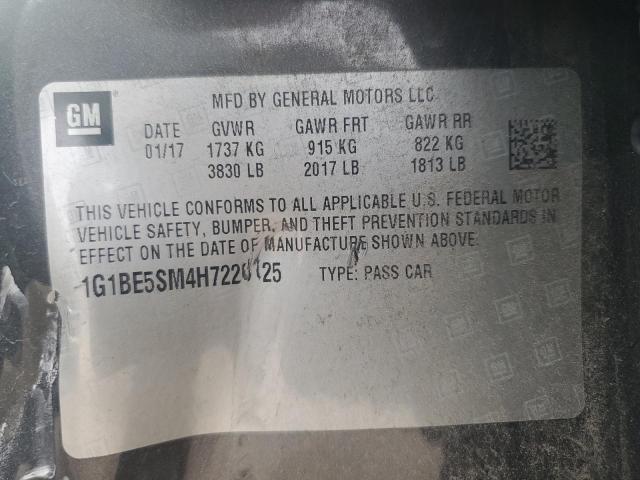 GM
MFD BY GENERAL MOTORS LLC
DATE GVWR GAWR FRT GAWR RR
01/17 1737 KG 915 KG 822 KG
3830 LB 2017 LB 1813 LB
THIS VEHICLE CONFORMS TO ALL APPLICABLE U.S. FEDERAL MOTOR
VEHICLE SAFETY, BUMPER, AND THEFT PREVENTION STANDARDS IN
EFFECT ON THE DATE OF MANUFACTURE SHOWN ABOVE.
TYPE: PASS CAR